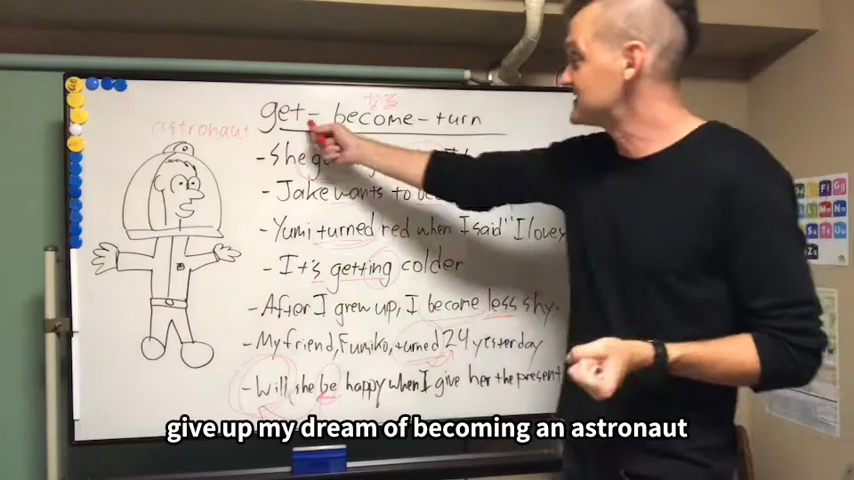 get - become - turn
なる
astronaut
- She
- Jake wants to
- Yumi turned red when I said "I love
- It's getting colder
- After I grew up, I become less shy.
- My friend, Fumiko, turned 24 yesterday
- Will she be happy when I give her the present
give up my dream of becoming an astronaut